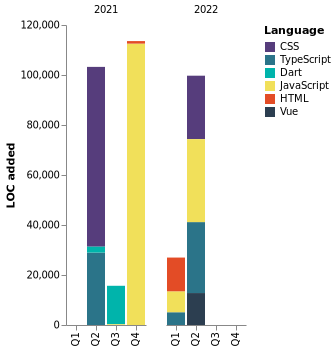 2021
2022
LOC added
120,000
100,000
80,000
60,000
40,000
20,000
0
Q1
Q2
Q3
Q4
Q1
Q2
Q3
Q4
Language
CSS
TypeScript
Dart
JavaScript
HTML
Vue